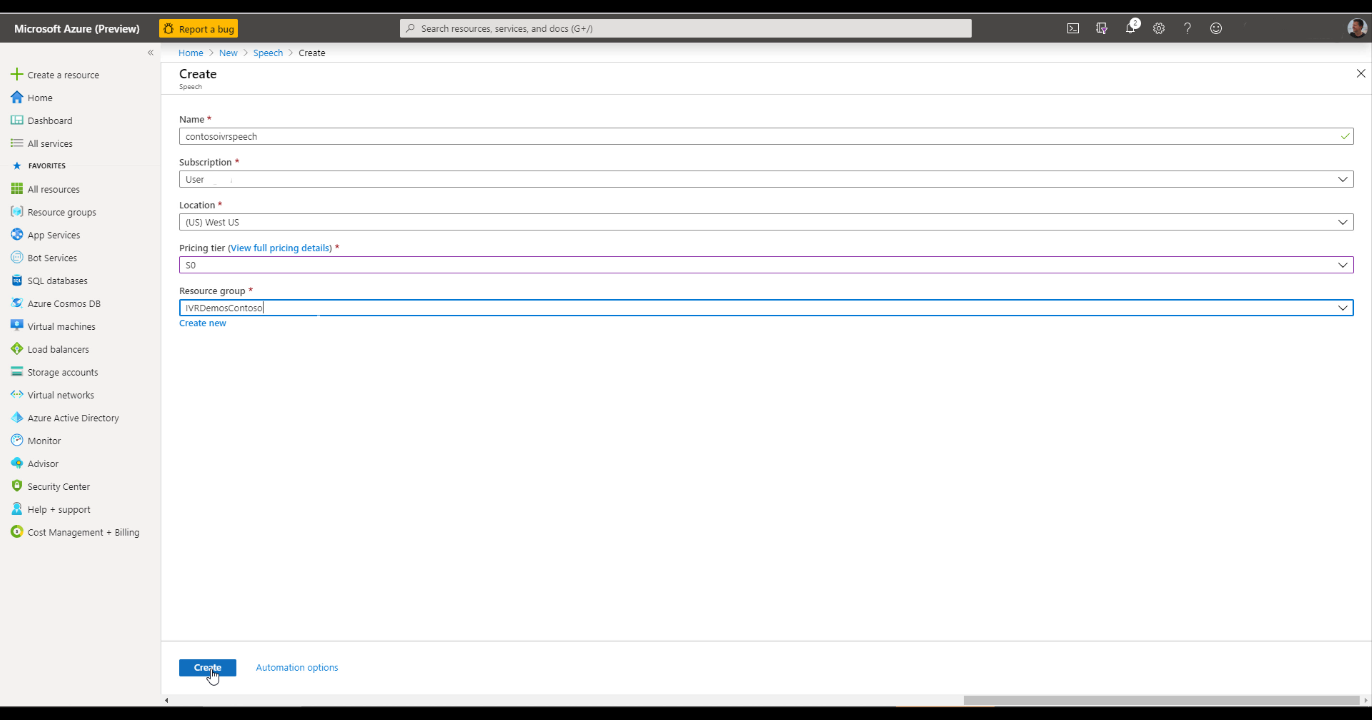 Microsoft Azure (Preview)
Report a bug
Search resources, services, and docs (G+/)
2
Home > New > Speech > Create
Create a resource
Home
Dashboard
All services
FAVORITES
All resources
Resource groups
App Services
Bot Services
SQL databases
Azure Cosmos DB
Virtual machines
Load balancers
Storage accounts
Virtual networks
Azure Active Directory
Monitor
Advisor
Security Center
Help + support
Cost Management + Billing
Create
Speech
Name *
contosoivrspeech
Subscription *
User
Location *
(US) West US
Pricing tier (View full pricing details) *
S0
Resource group *
IVRDemosContoso
Create new
Create
Automation options